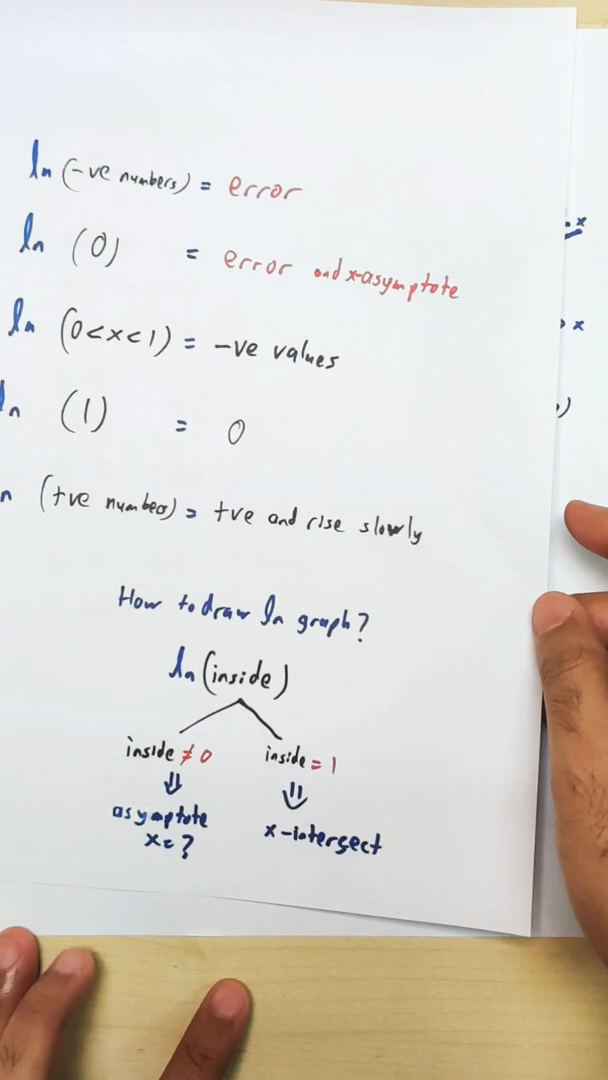 ln (-ve numbers) = error
ln (0) = error and x-asymptote
ln (0<x<1) = -ve values
ln (1) = 0
n (+ve numbers) = +ve and rise slowly
How to draw ln graph?
ln (inside)
inside ≠ 0 inside = 1
⇓ ⇓
asymptote x-intersect
x = ?
x
x
)